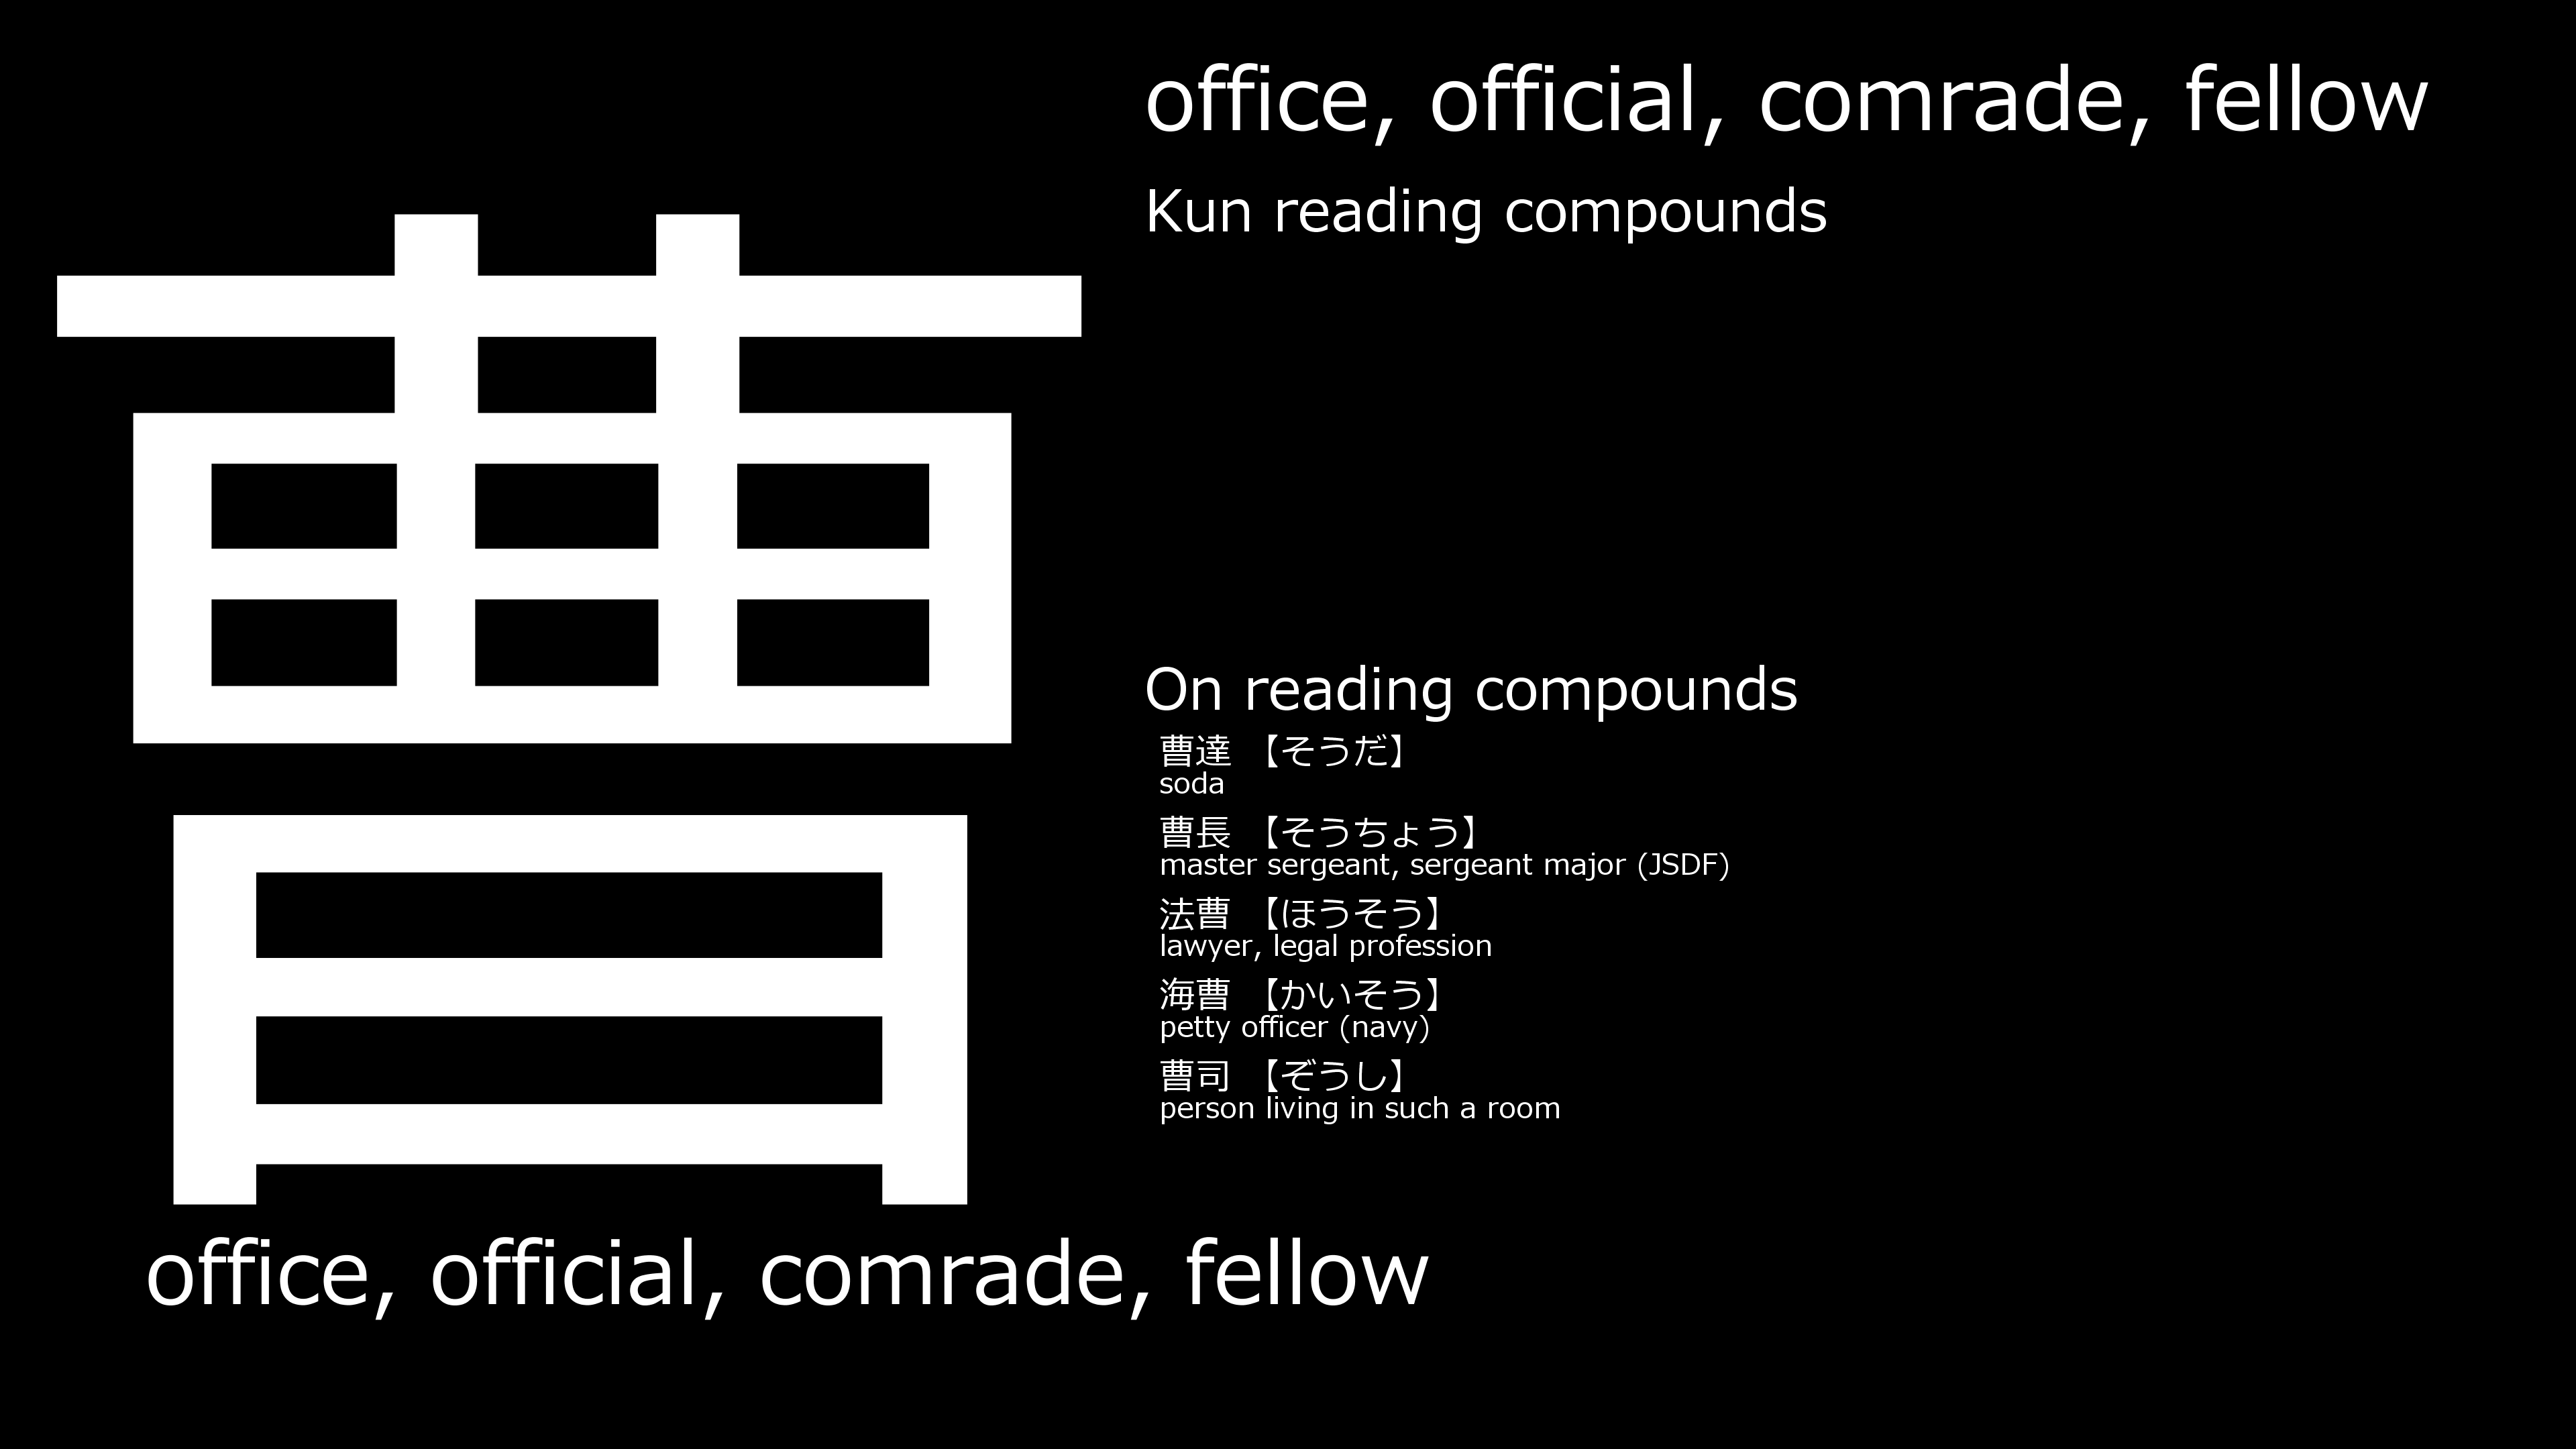 曹
office, official, comrade, fellow
office, official, comrade, fellow
Kun reading compounds
On reading compounds
曹達 【そうだ】
soda
曹長 【そうちょう】
master sergeant, sergeant major (JSDF)
法曹 【ほうそう】
lawyer, legal profession
海曹 【かいそう】
petty officer (navy)
曹司 【ぞうし】
person living in such a room